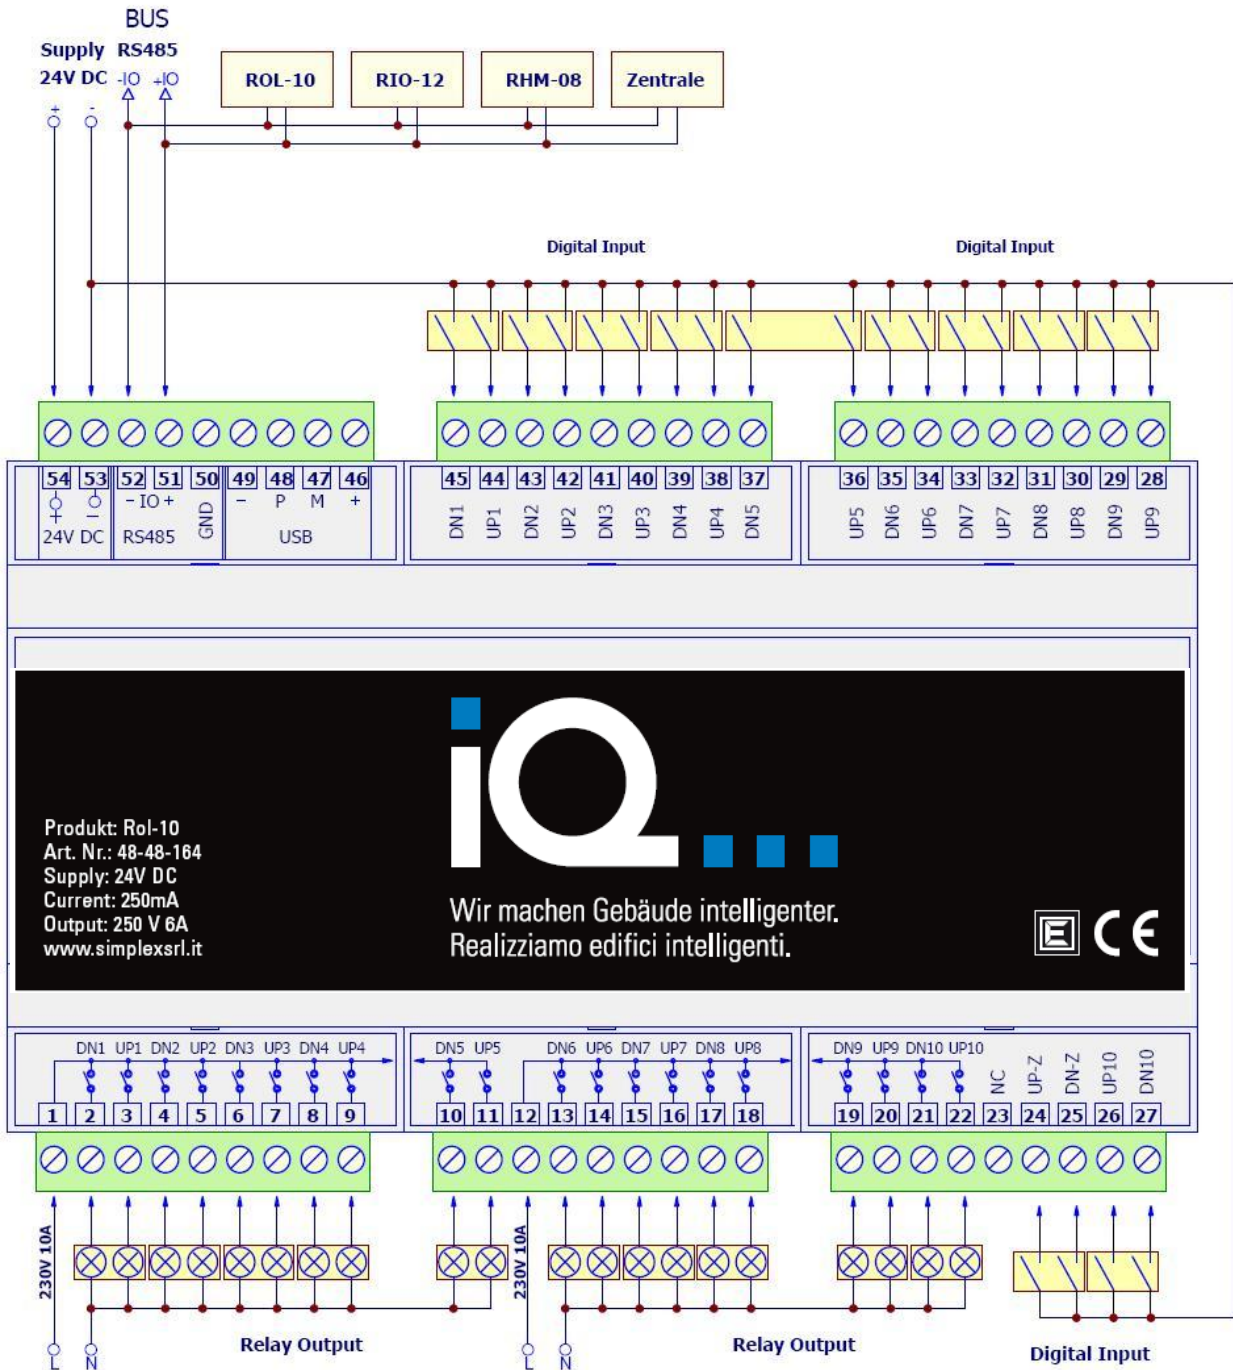 BUS
Supply RS485
24V DC -IO +IO
+ -
ROL-10 RIO-12 RHM-08 Zentrale
Digital Input Digital Input
54 53 52 51 50 49 48 47 46
+ - - IO + GND - P M +
24V DC RS485 USB
45 44 43 42 41 40 39 38 37
DN1 UP1 DN2 UP2 DN3 UP3 DN4 UP4 DN5
36 35 34 33 32 31 30 29 28
UP5 DN6 UP6 DN7 UP7 DN8 UP8 DN9 UP9
iQ...
Produkt: Rol-10
Art. Nr.: 48-48-164
Supply: 24V DC
Current: 250mA
Output: 250 V 6A
www.simplexsrl.it
Wir machen Gebäude intelligenter.
Realizziamo edifici intelligenti.
E CE
DN1 UP1 DN2 UP2 DN3 UP3 DN4 UP4
1 2 3 4 5 6 7 8 9
DN5 UP5 DN6 UP6 DN7 UP7 DN8 UP8
10 11 12 13 14 15 16 17 18
DN9 UP9 DN10 UP10 NC UP-Z DN-Z UP10 DN10
19 20 21 22 23 24 25 26 27
230V 10A 230V 10A
L N L N
Relay Output Relay Output Digital Input